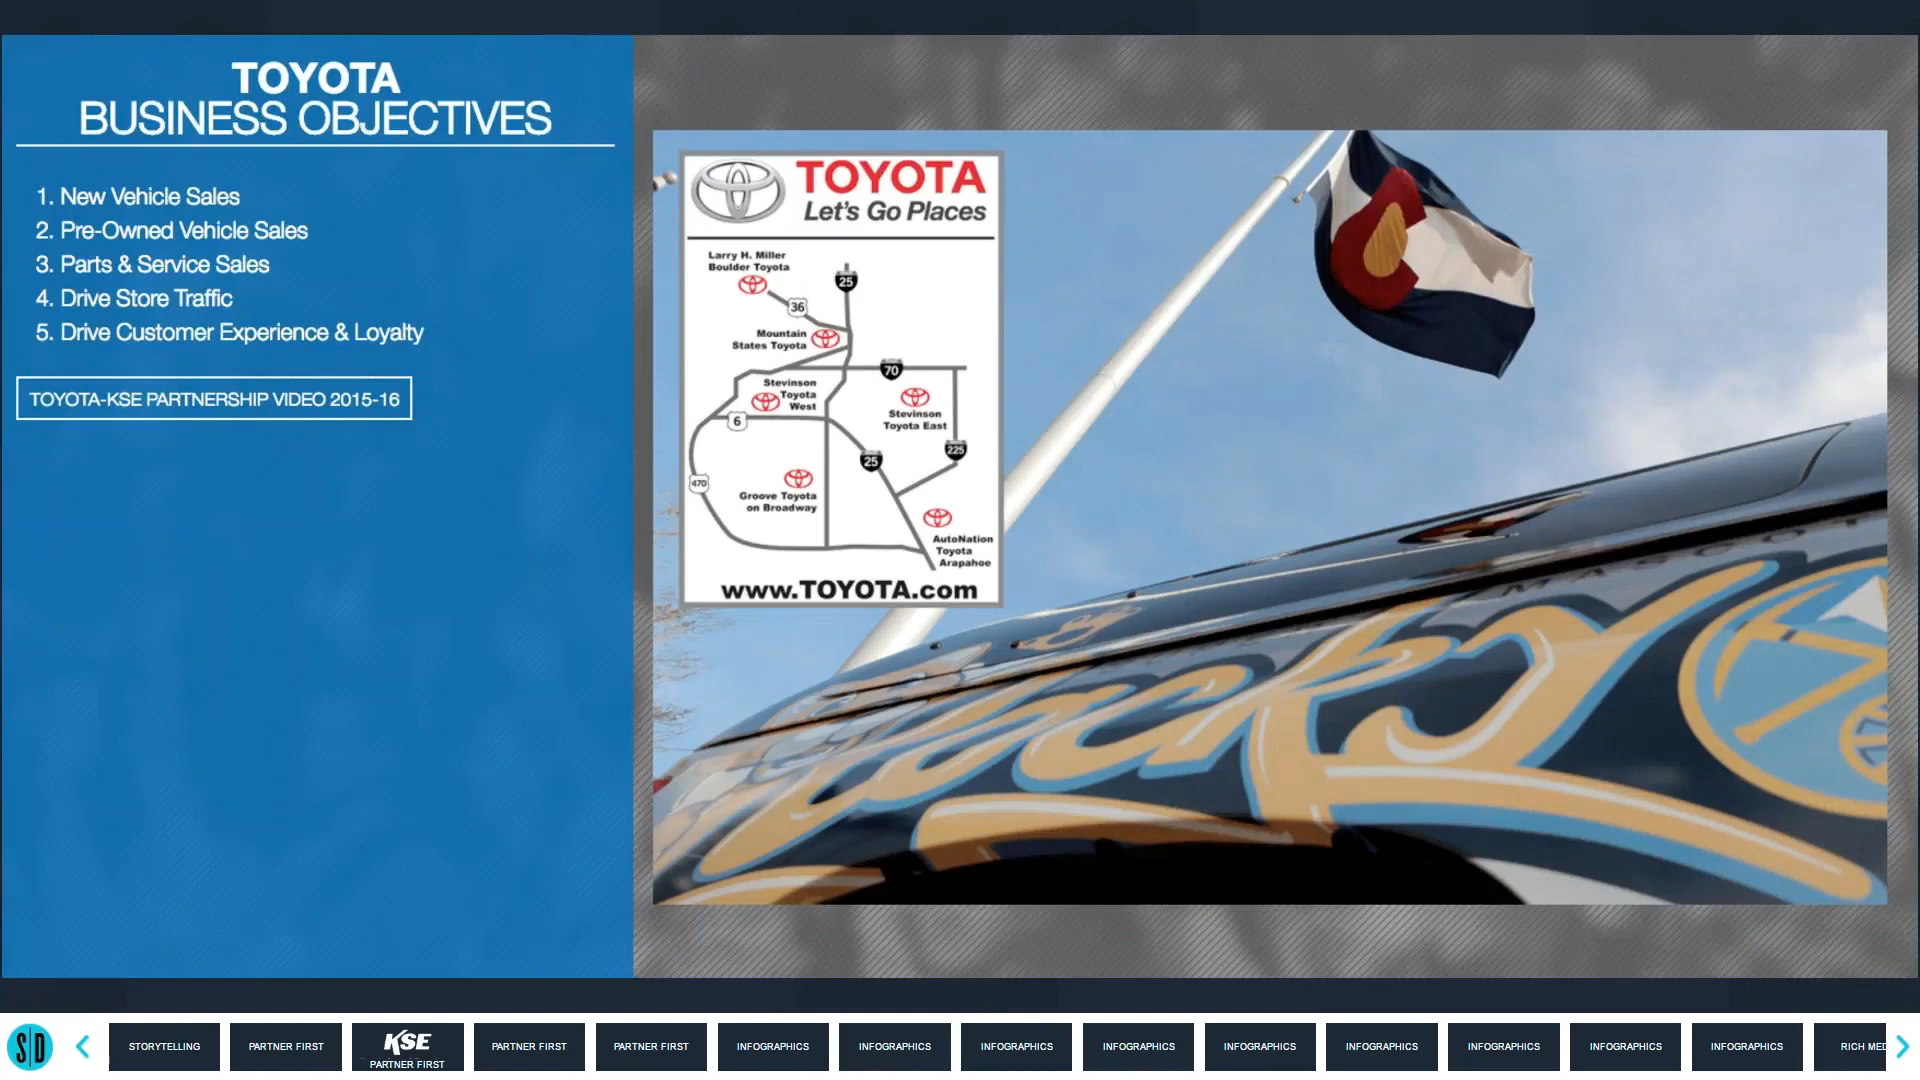 TOYOTA
BUSINESS OBJECTIVES
1. New Vehicle Sales
2. Pre-Owned Vehicle Sales
3. Parts & Service Sales
4. Drive Store Traffic
5. Drive Customer Experience & Loyalty
TOYOTA-KSE PARTNERSHIP VIDEO 2015-16
TOYOTA
Let's Go Places
Larry H. Miller
Boulder Toyota
25
36
Mountain
States Toyota
70
Stevinson
Toyota
West
Stevinson
Toyota East
6
225
25
470
Groove Toyota
on Broadway
AutoNation
Toyota
Arapahoe
www.TOYOTA.com
Rocky
S|D
STORYTELLING
PARTNER FIRST
KSE
PARTNER FIRST
PARTNER FIRST
PARTNER FIRST
INFOGRAPHICS
INFOGRAPHICS
INFOGRAPHICS
INFOGRAPHICS
INFOGRAPHICS
INFOGRAPHICS
INFOGRAPHICS
INFOGRAPHICS
INFOGRAPHICS
RICH MED